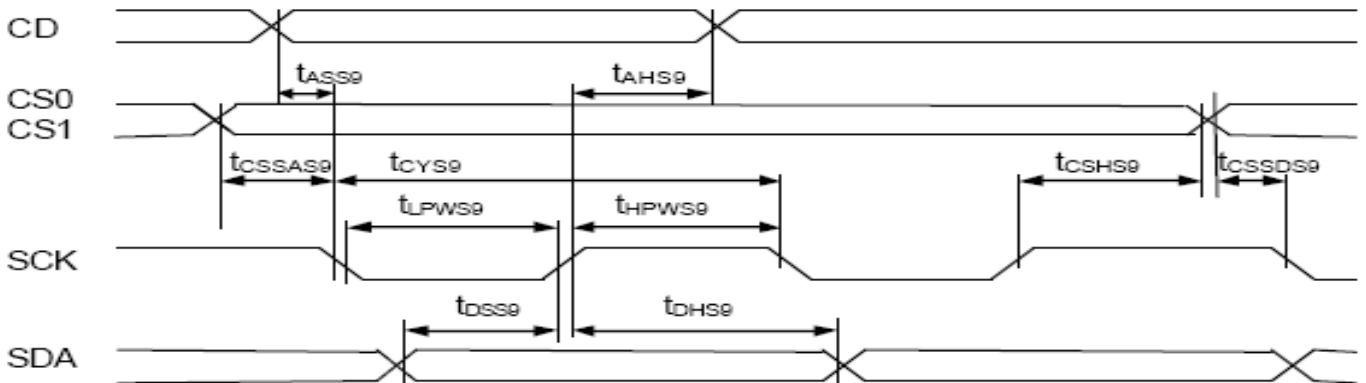 CD
tASS9 tAHS9
CS0
CS1
tCSSAS9 tCYS9 tCSHS9 tCSSDS9
tLPWS9 tHPWS9
SCK
tDSS9 tDHS9
SDA